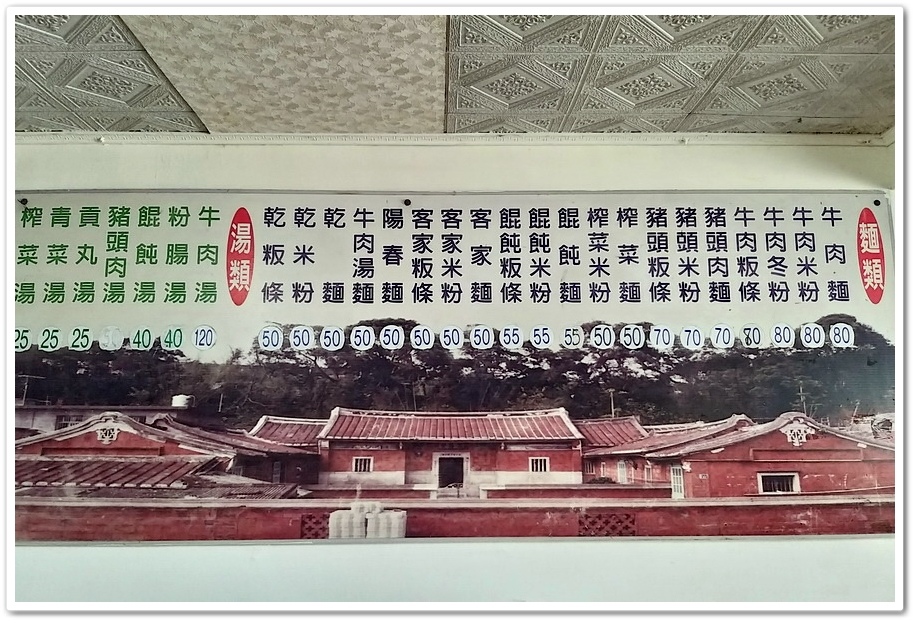 麵類
牛肉麵 80
牛肉米粉 80
牛肉冬粉 80
牛肉粄條 80
豬頭肉麵 70
豬頭米粉 70
豬頭粄條 70
榨菜麵 50
榨菜米粉 50
餛飩麵 55
餛飩米粉 55
餛飩粄條 55
客家麵 50
客家米粉 50
客家粄條 50
陽春麵 50
牛肉湯麵 50
乾麵 50
乾米粉 50
乾粄條 50
湯類
牛肉湯 120
粉腸湯 40
餛飩湯 40
豬頭肉湯
貢丸湯 25
青菜湯 25
榨菜湯 25